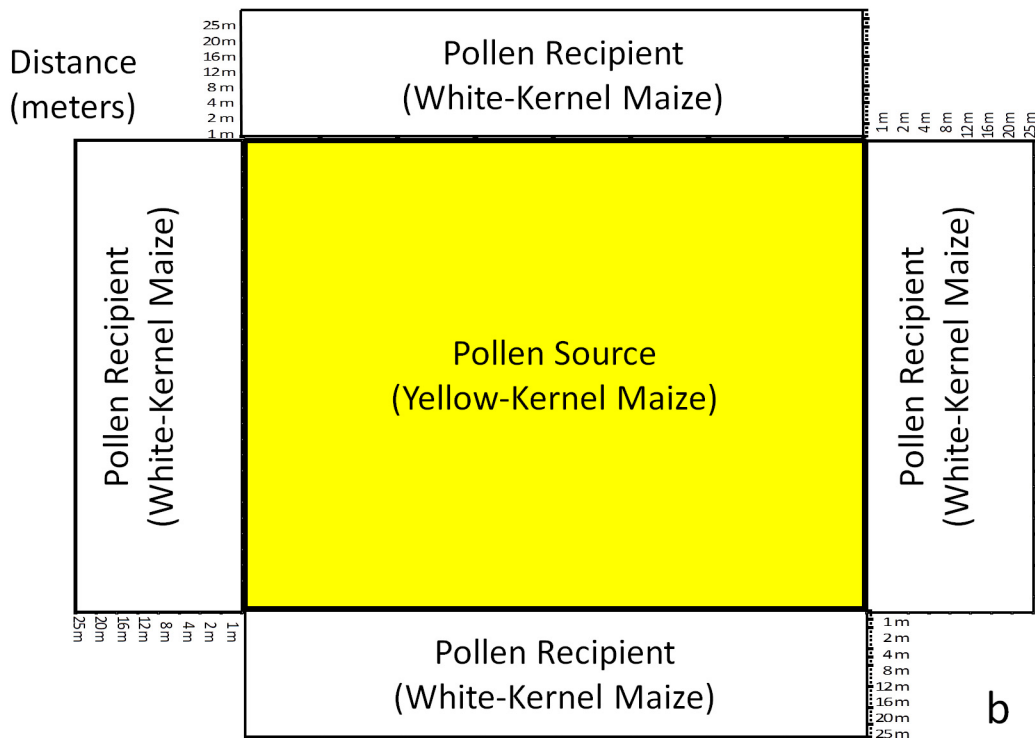 Distance
(meters)
25m
20m
16m
12m
8m
4m
2m
1m
Pollen Recipient
(White-Kernel Maize)
1m
2m
4m
8m
12m
16m
20m
25m
Pollen Recipient
(White-Kernel Maize)
Pollen Source
(Yellow-Kernel Maize)
Pollen Recipient
(White-Kernel Maize)
25m
20m
16m
12m
8m
4m
2m
1m
Pollen Recipient
(White-Kernel Maize)
1m
2m
4m
8m
12m
16m
20m
25m
b